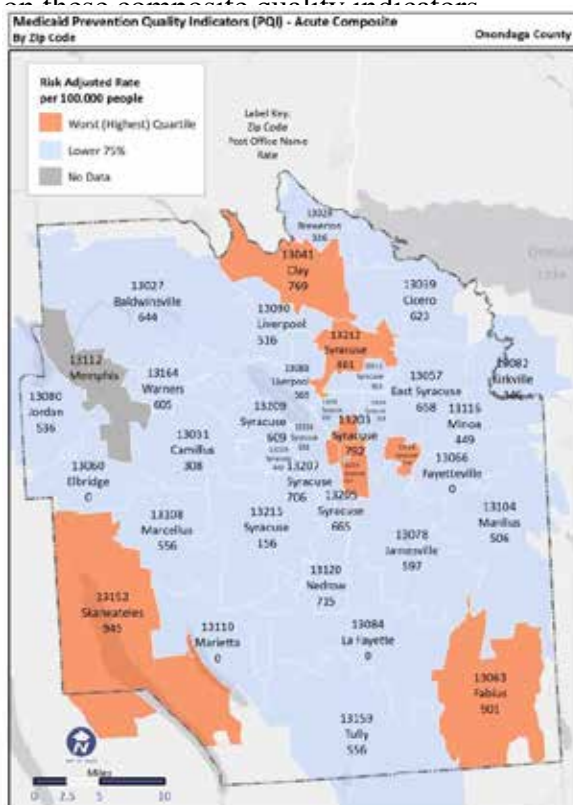 on these composite quality indicators
Medicaid Prevention Quality Indicators (PQI) - Acute Composite
By Zip Code
Onondaga County
Risk Adjusted Rate
per 100,000 people
Worst (Highest) Quartile
Lower 75%
No Data
Label Key:
Zip Code
Post Office Name
Rate
13029
Brewerton
13041
Clay
769
13027
Baldwinsville
644
13039
Cicero
623
13090
Liverpool
516
13212
Syracuse
13082
Kirkville
13112
Memphis
13164
Warners
605
13088
Liverpool
13057
East Syracuse
658
13116
Minoa
449
13080
Jordan
536
13209
Syracuse
609
13203
Syracuse
792
13031
Camillus
308
13066
Fayetteville
0
13060
Elbridge
0
13207
Syracuse
706
13205
Syracuse
665
13104
Manlius
506
13108
Marcellus
556
13215
Syracuse
156
13078
Jamesville
597
13120
Nedrow
715
13152
Skaneateles
945
13110
Marietta
0
13084
La Fayette
0
13063
Fabius
901
13159
Tully
556
Miles
0 2.5 5 10